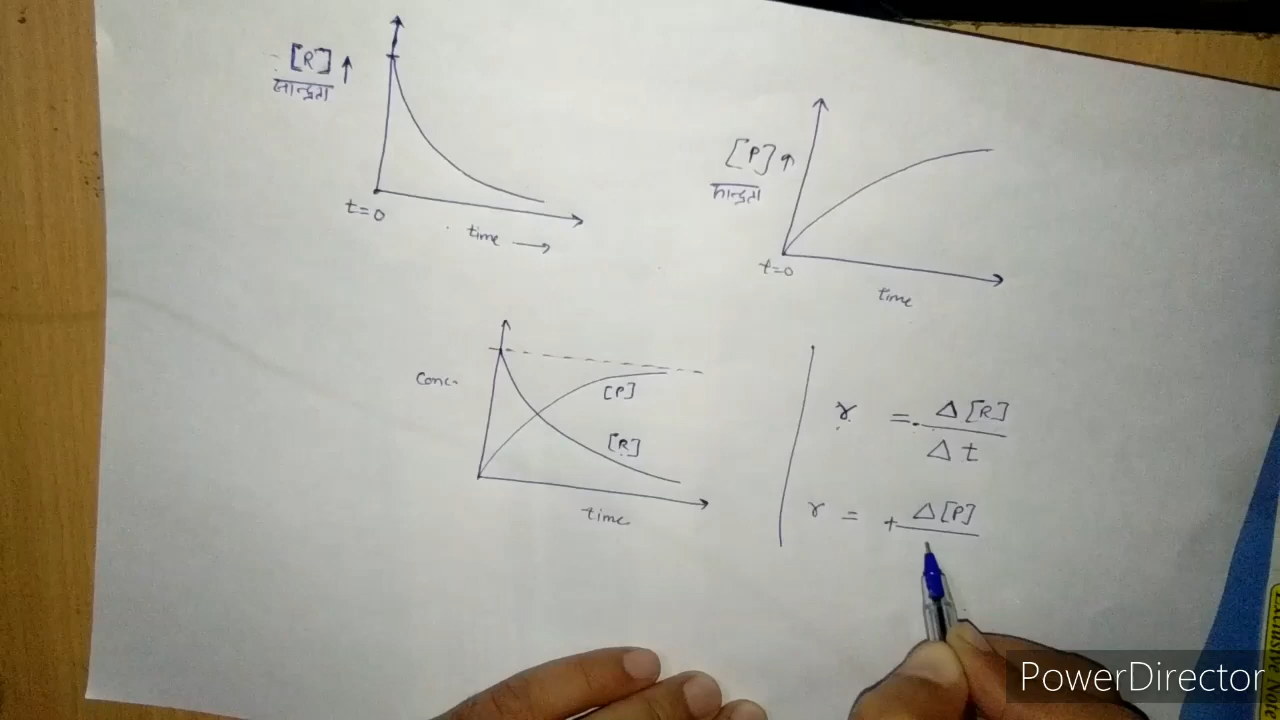 [R] ↑
सान्द्रता
t=0
time →
[P] ↑
सान्द्रता
t=0
time
Conc.
[P]
[R]
time
r = - Δ[R]
Δt
r = + Δ[P]
PowerDirector